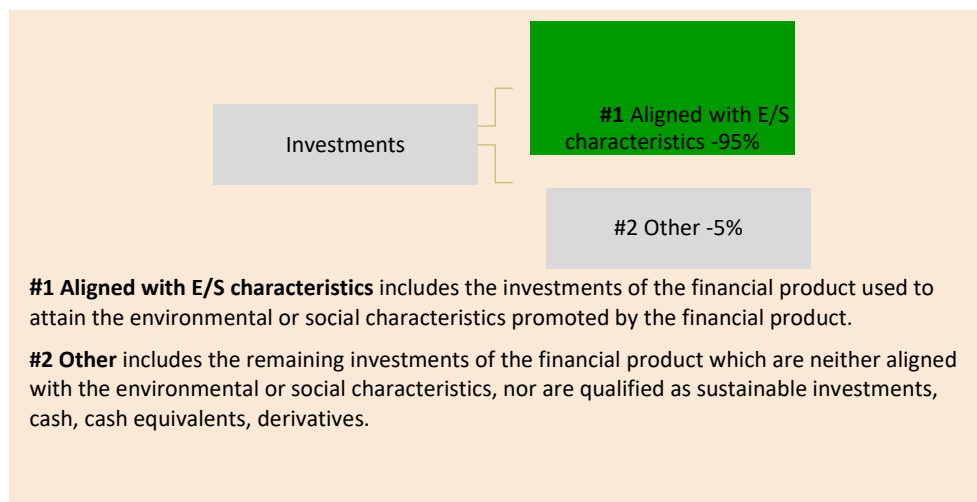 #1 Aligned with E/S
characteristics -95%
Investments
#2 Other -5%
#1 Aligned with E/S characteristics includes the investments of the financial product used to
attain the environmental or social characteristics promoted by the financial product.
#2 Other includes the remaining investments of the financial product which are neither aligned
with the environmental or social characteristics, nor are qualified as sustainable investments,
cash, cash equivalents, derivatives.